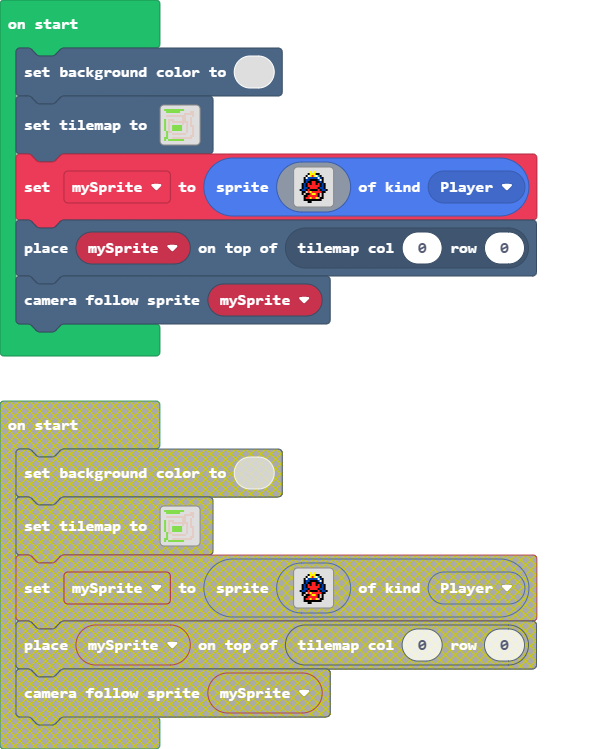 on start
set background color to
set tilemap to
set mySprite to sprite of kind Player
place mySprite on top of tilemap col 0 row 0
camera follow sprite mySprite
on start
set background color to
set tilemap to
set mySprite to sprite of kind Player
place mySprite on top of tilemap col 0 row 0
camera follow sprite mySprite